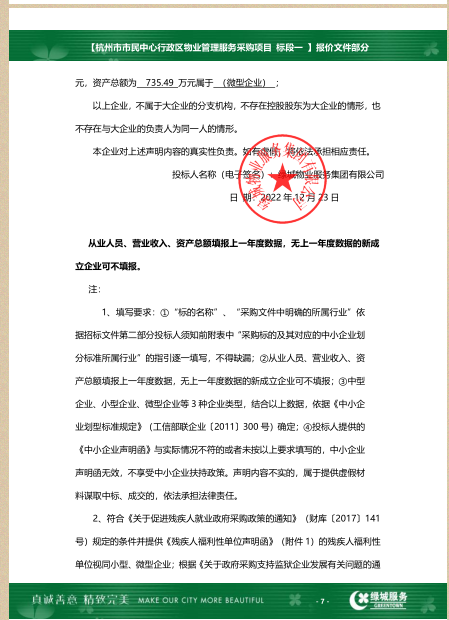 【杭州市市民中心行政区物业管理服务采购项目 标段一 】报价文件部分
元，资产总额为 735.49 万元属于 （微型企业） ；
以上企业，不属于大企业的分支机构，不存在控股股东为大企业的情形，也
不存在与大企业的负责人为同一人的情形。
本企业对上述声明内容的真实性负责。如有虚假，将依法承担相应责任。
投标人名称（电子签名）：绿城物业服务集团有限公司
日 期：2022 年 12 月 23 日
从业人员、营业收入、资产总额填报上一年度数据，无上一年度数据的新成
立企业可不填报。
注：
1、填写要求：①“标的名称”、“采购文件中明确的所属行业”依
据招标文件第二部分投标人须知前附表中“采购标的及其对应的中小企业划
分标准所属行业”的指引逐一填写，不得缺漏；②从业人员、营业收入、资
产总额填报上一年度数据，无上一年度数据的新成立企业可不填报；③中型
企业、小型企业、微型企业等 3 种企业类型，结合以上数据，依据《中小企
业划型标准规定》（工信部联企业〔2011〕300 号）确定；④投标人提供的
《中小企业声明函》与实际情况不符的或者未按以上要求填写的，中小企业
声明函无效，不享受中小企业扶持政策。声明内容不实的，属于提供虚假材
料谋取中标、成交的，依法承担法律责任。
2、符合《关于促进残疾人就业政府采购政策的通知》（财库〔2017〕141
号）规定的条件并提供《残疾人福利性单位声明函》（附件 1）的残疾人福利性
单位视同小型、微型企业；根据《关于政府采购支持监狱企业发展有关问题的通
真诚善意 精致完美 MAKE OUR CITY MORE BEAUTIFUL
- 7 -
绿城服务
GREENTOWN